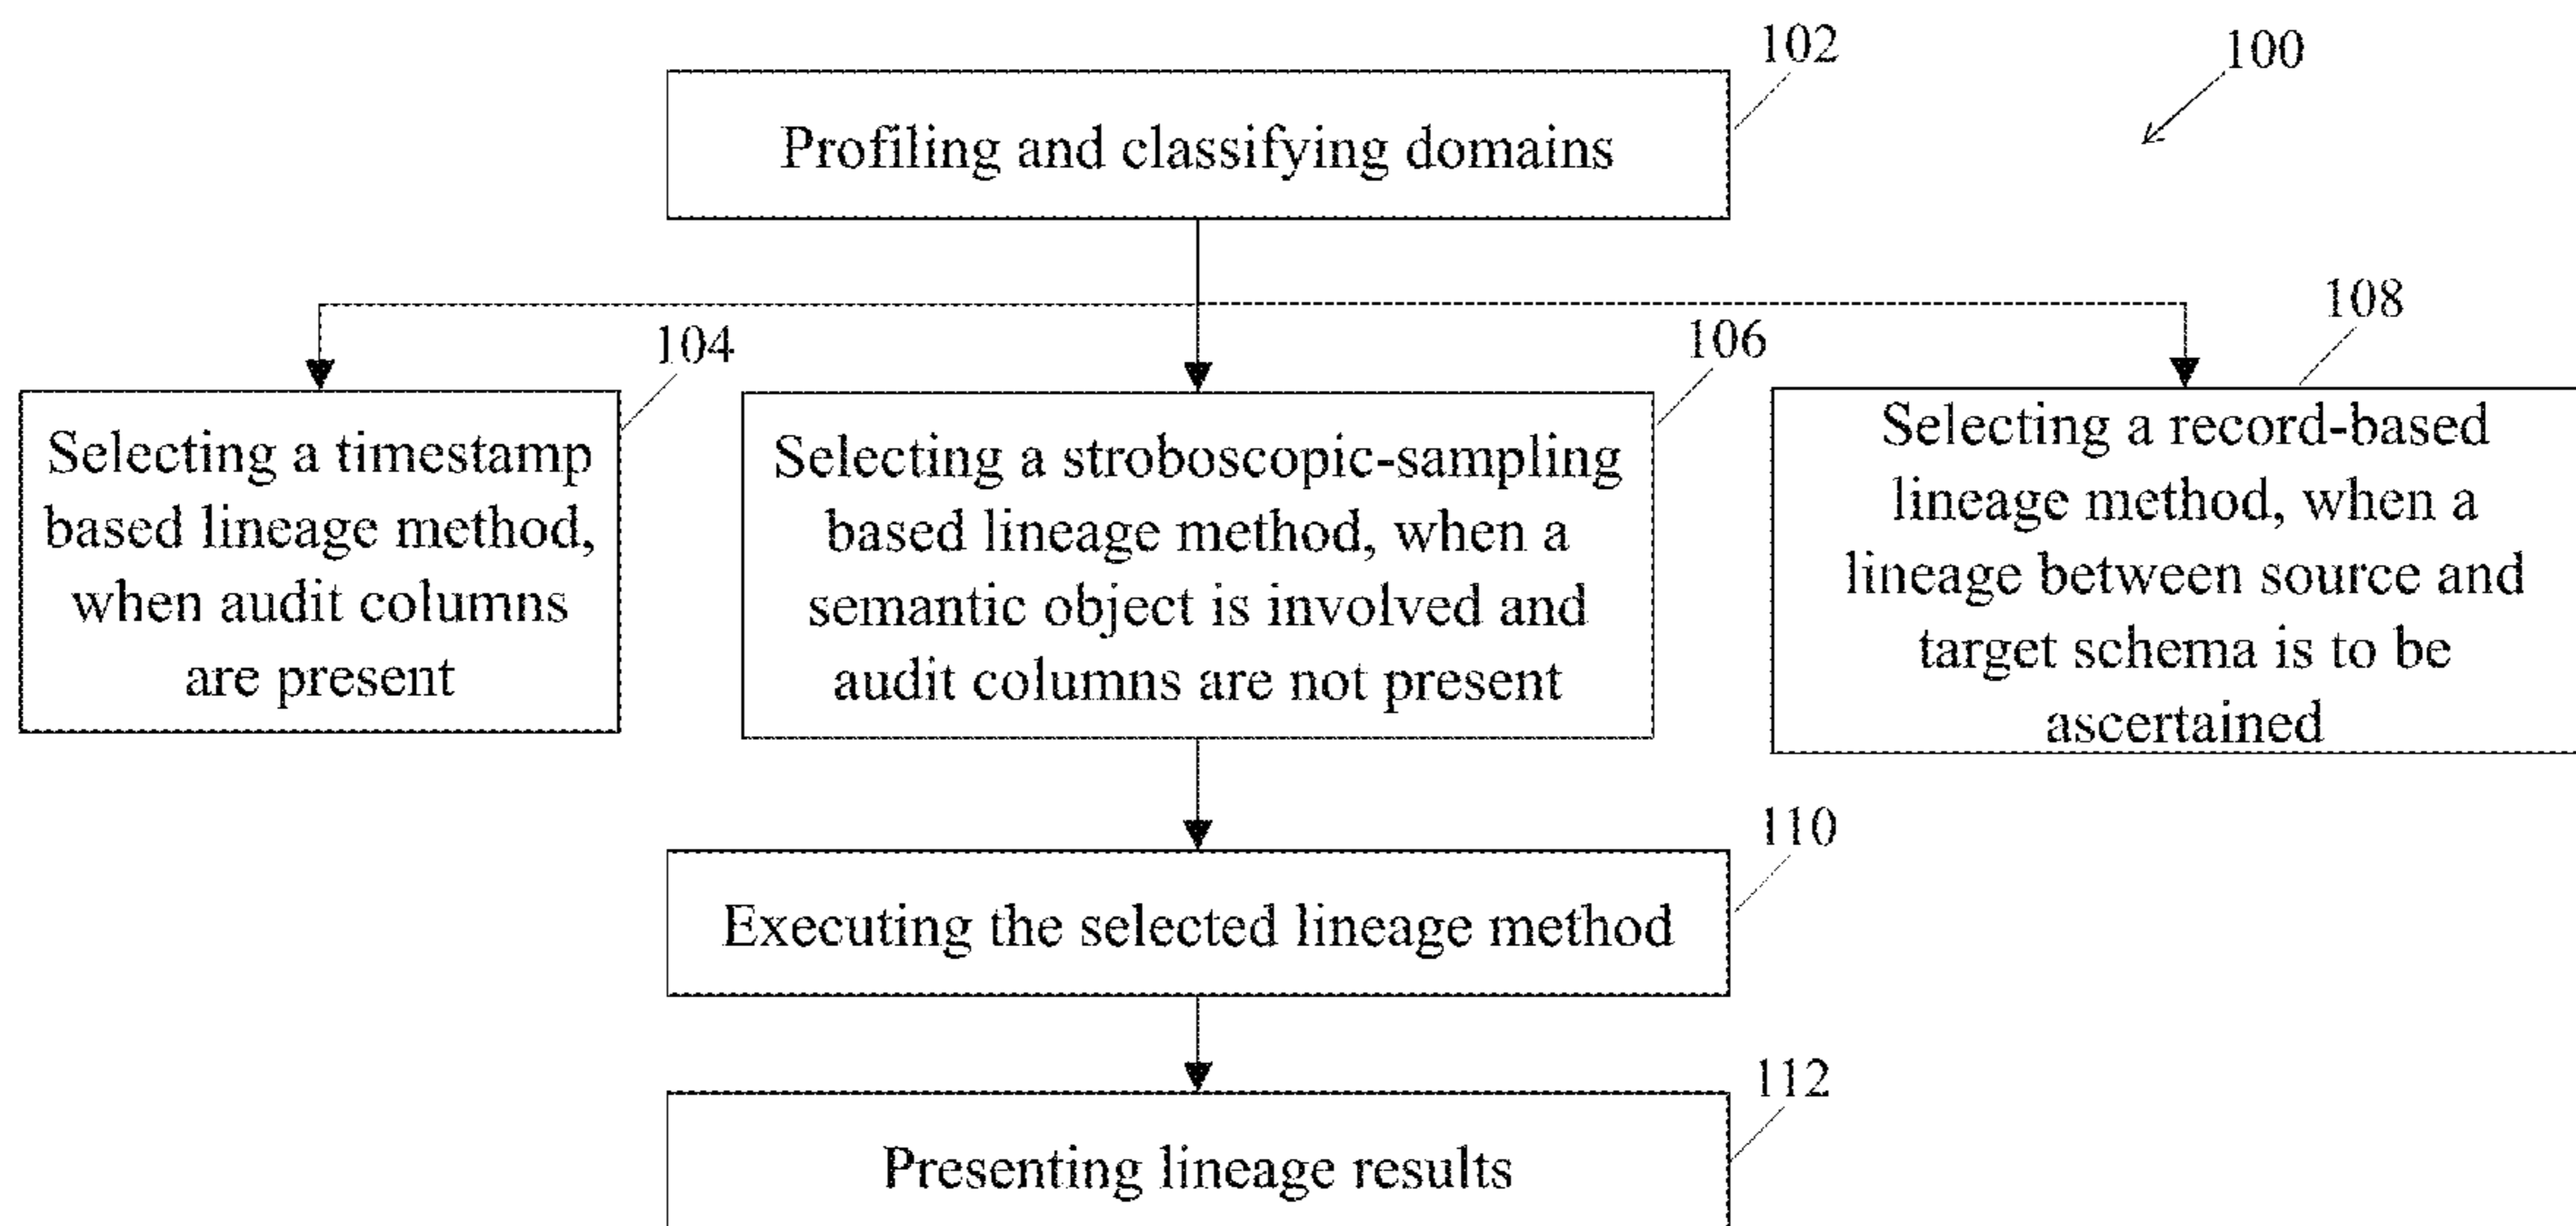 102
100
Profiling and classifying domains
104
106
108
Selecting a timestamp
based lineage method,
when audit columns
are present
Selecting a stroboscopic-sampling
based lineage method, when a
semantic object is involved and
audit columns are not present
Selecting a record-based
lineage method, when a
lineage between source and
target schema is to be
ascertained
110
Executing the selected lineage method
112
Presenting lineage results